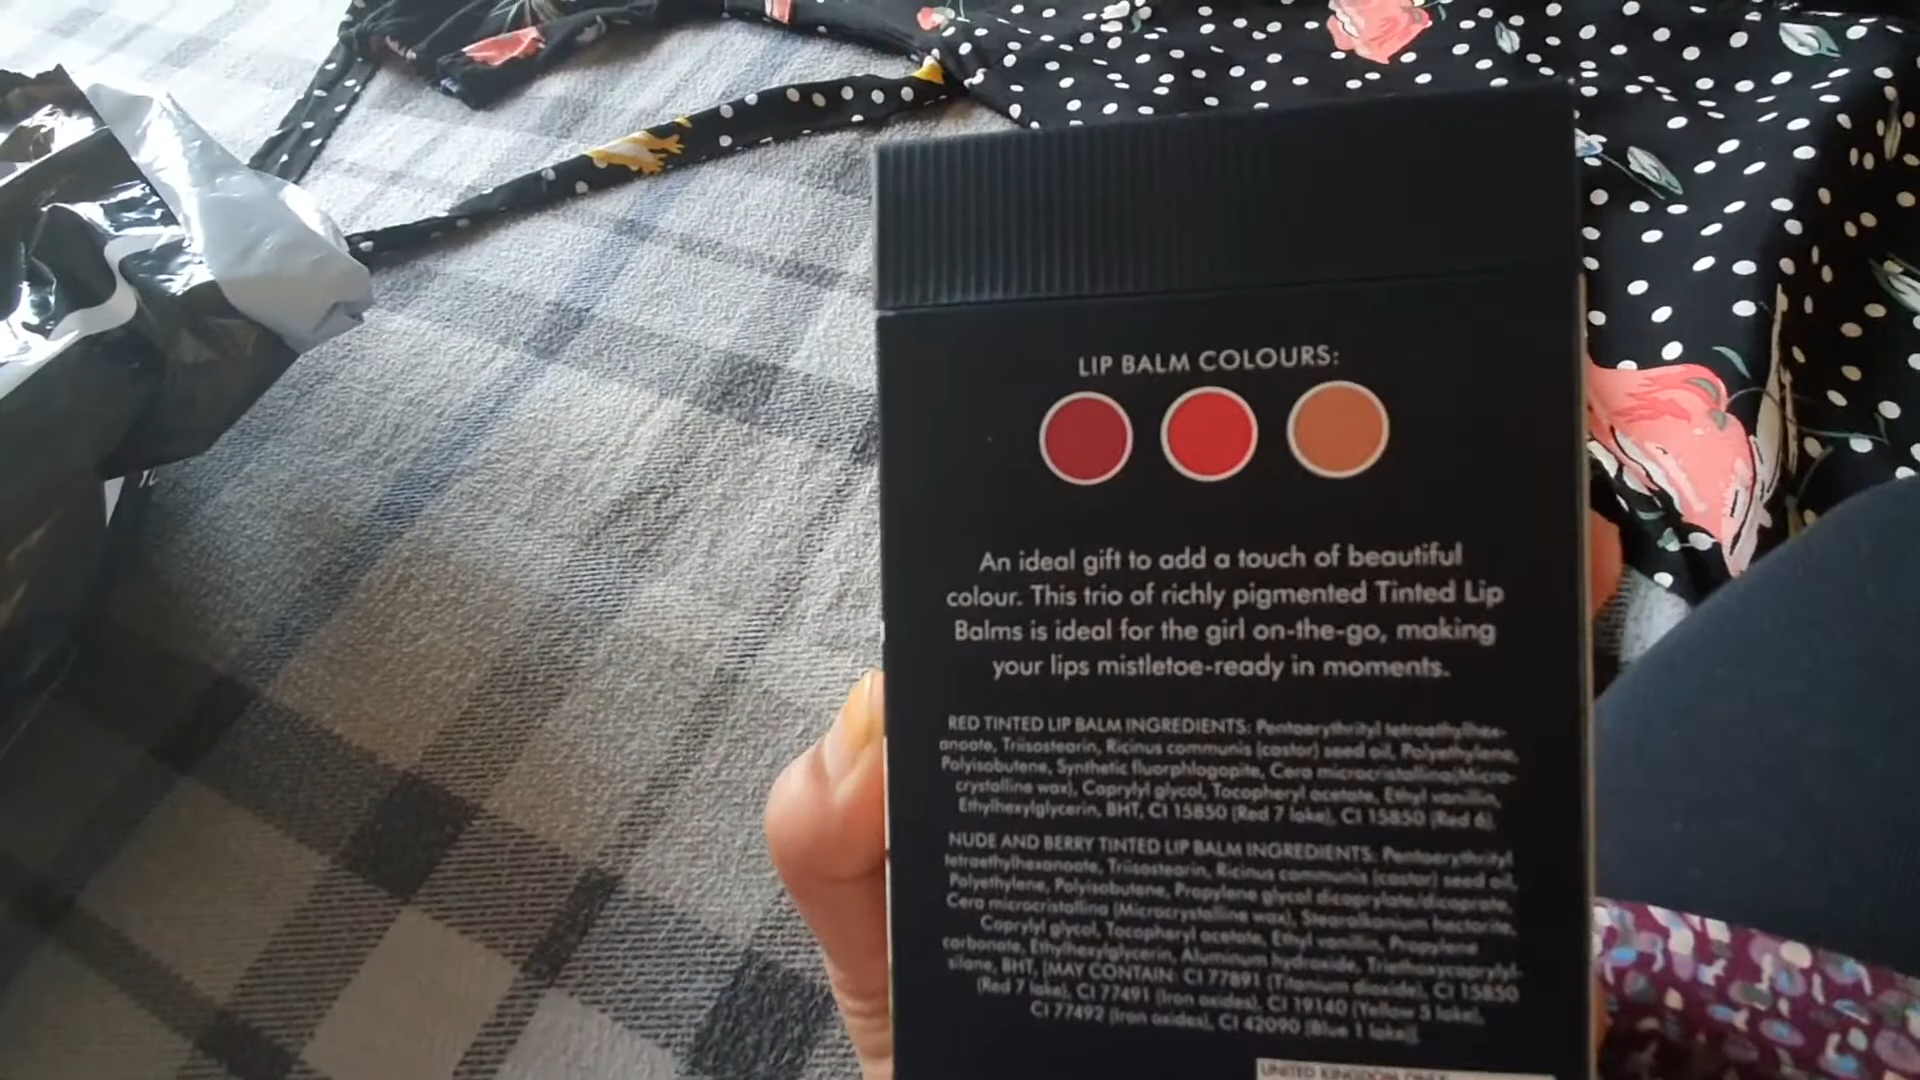 LIP BALM COLOURS:
An ideal gift to add a touch of beautiful
colour. This trio of richly pigmented Tinted Lip
Balms is ideal for the girl on-the-go, making
your lips mistletoe-ready in moments.
RED TINTED LIP BALM INGREDIENTS: Pentaerythrityl tetraethylhex-
anoate, Triisostearin, Ricinus communis (castor) seed oil, Polyethylene,
Polyisobutene, Synthetic fluorphlogopite, Cera microcristallina(Micro-
crystalline wax), Caprylyl glycol, Tocopheryl acetate, Ethyl vanillin,
Ethylhexylglycerin, BHT, CI 15850 (Red 7 lake), CI 15850 (Red 6).
NUDE AND BERRY TINTED LIP BALM INGREDIENTS: Pentaerythrityl
tetraethylhexanoate, Triisostearin, Ricinus communis (castor) seed oil,
Polyethylene, Polyisobutene, Propylene glycol dicaprylate/dicaprate,
Cera microcristallina (Microcrystalline wax), Stearalkonium hectorite,
Caprylyl glycol, Tocopheryl acetate, Ethyl vanillin, Propylene
carbonate, Ethylhexylglycerin, Aluminum hydroxide, Triethoxycaprylyl-
silane, BHT, [MAY CONTAIN: CI 77891 (Titanium dioxide), CI 15850
(Red 7 lake), CI 77491 (Iron oxides), CI 19140 (Yellow 5 lake),
CI 77492 (Iron oxides), CI 42090 (Blue 1 lake)]
UNITED KINGDOM ONLY